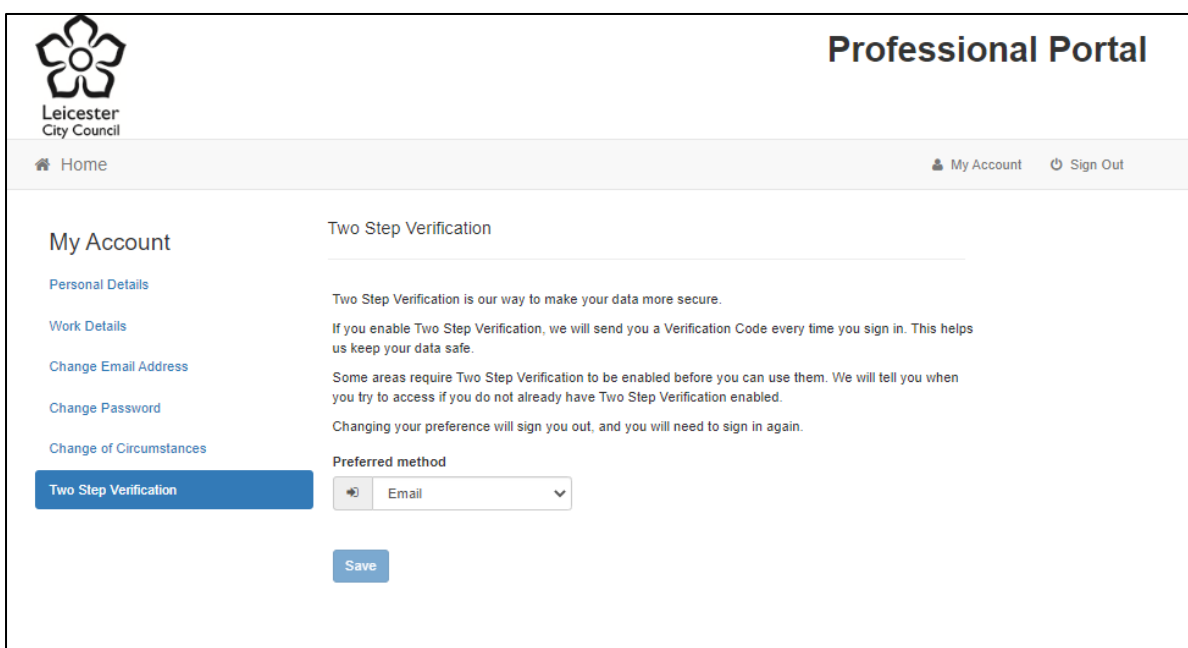 Professional Portal
Leicester
City Council
Home
My Account
Sign Out
My Account
Personal Details
Work Details
Change Email Address
Change Password
Change of Circumstances
Two Step Verification
Two Step Verification
Two Step Verification is our way to make your data more secure.
If you enable Two Step Verification, we will send you a Verification Code every time you sign in. This helps
us keep your data safe.
Some areas require Two Step Verification to be enabled before you can use them. We will tell you when
you try to access if you do not already have Two Step Verification enabled.
Changing your preference will sign you out, and you will need to sign in again.
Preferred method
Email
Save